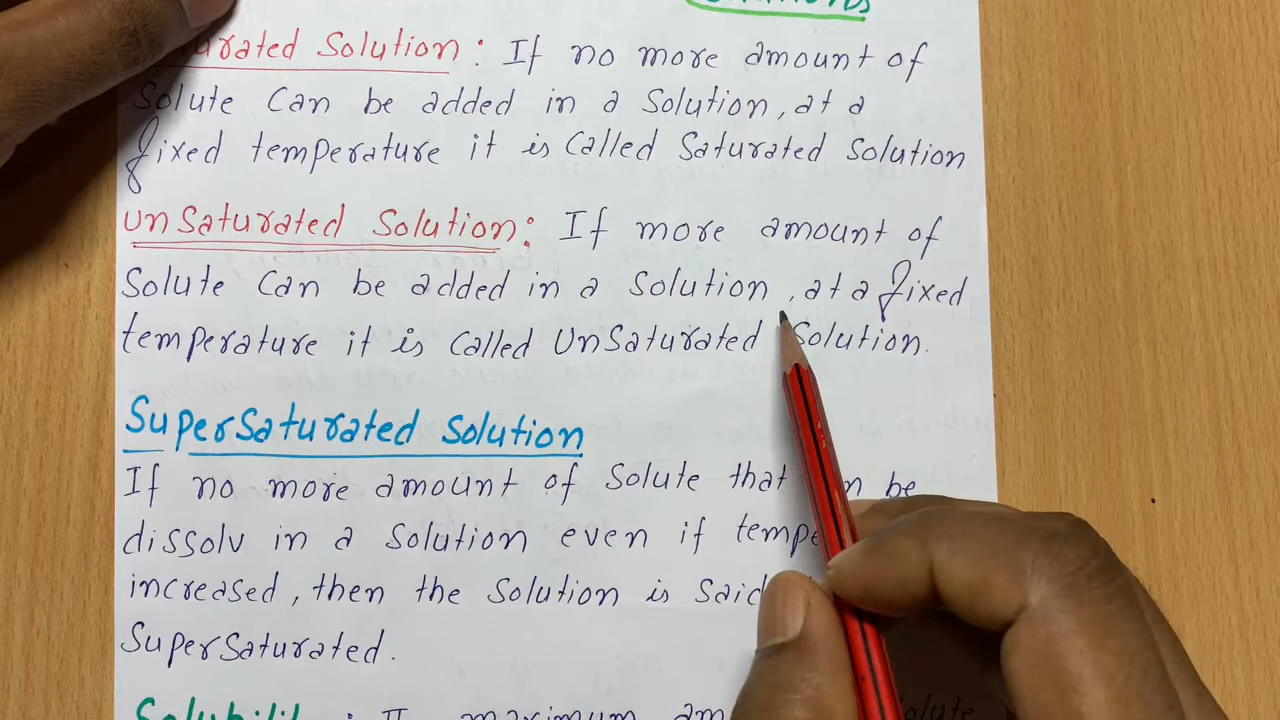 Saturated Solution: If no more amount of
Solute Can be added in a Solution, at a
fixed temperature it is Called Saturated Solution
UnSaturated Solution: If more amount of
Solute Can be added in a Solution, at a fixed
temperature it is Called UnSaturated Solution.
SuperSaturated Solution
If no more amount of Solute that be
dissolv in a Solution even if
increased, then the Solution is Said
SuperSaturated.
: If maximum